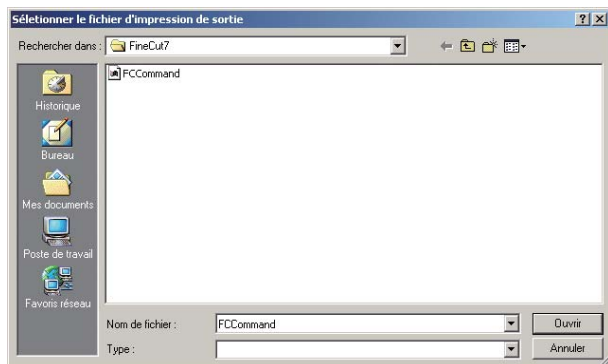 Séletionner le fichier d'impression de sortie
Rechercher dans :
FineCut7
FCCommand
Historique
Bureau
Mes documents
Poste de travail
Favoris réseau
Nom de fichier :
FCCommand
Ouvrir
Type :
Annuler